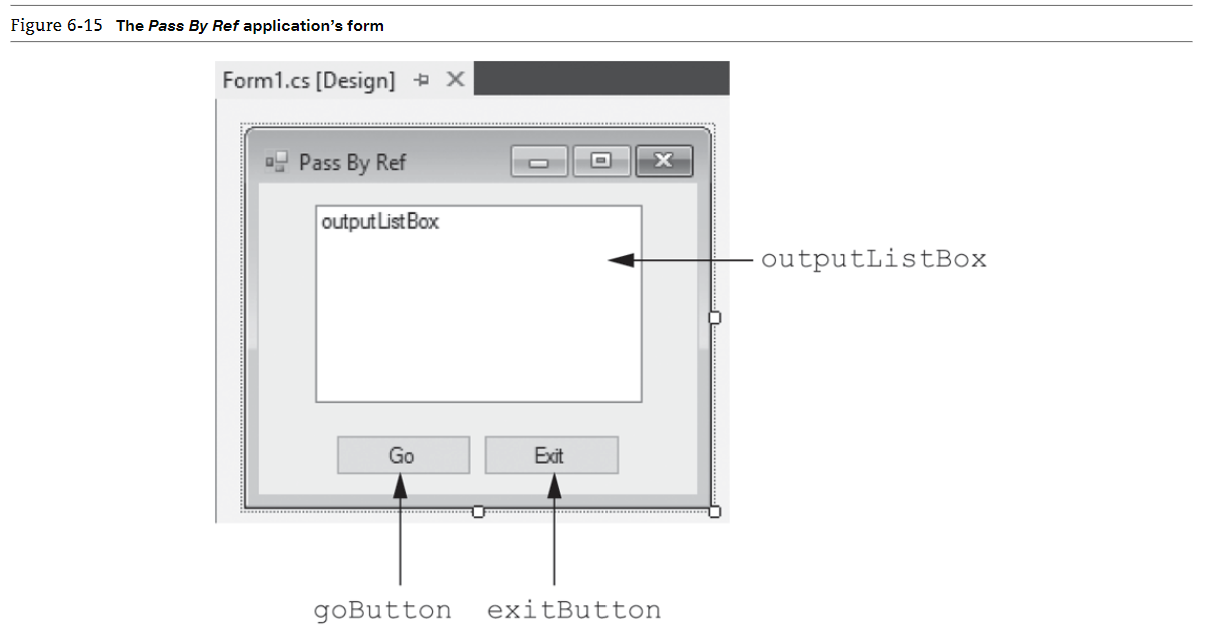 Figure 6-15 The Pass By Ref application's form
Form1.cs [Design]
Pass By Ref
outputListBox
outputListBox
Go Exit
goButton exitButton